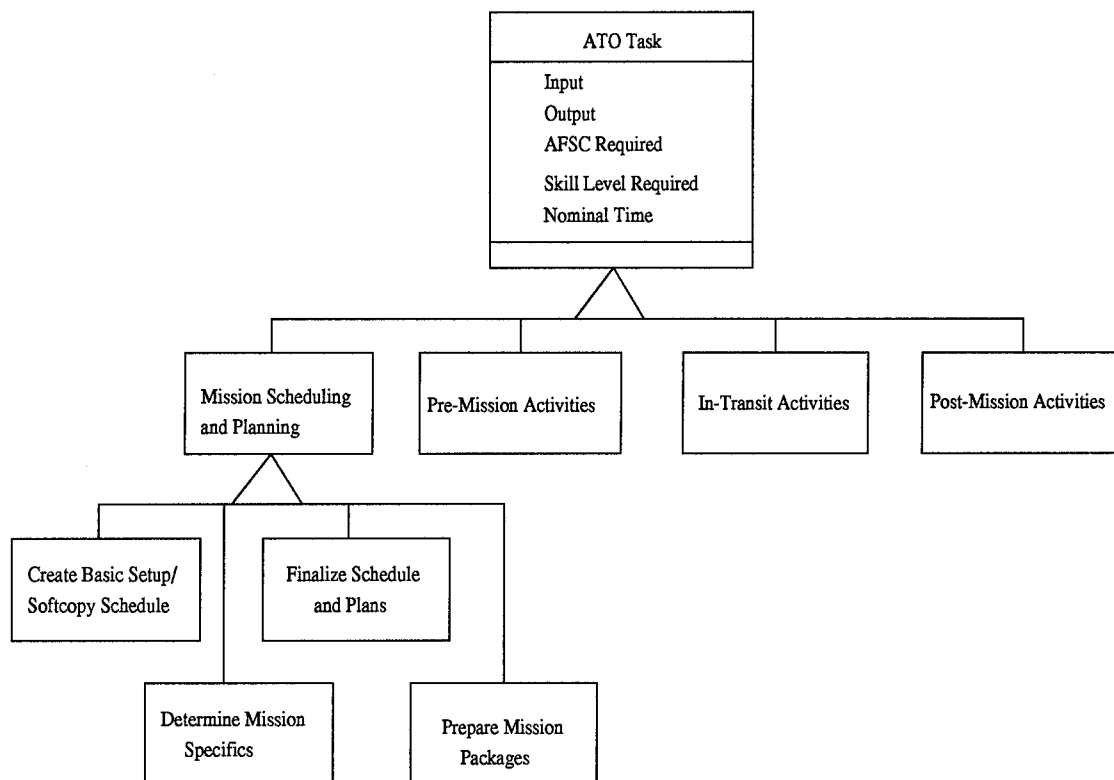 ATO Task
Input
Output
AFSC Required
Skill Level Required
Nominal Time
Mission Scheduling
and Planning
Pre-Mission Activities
In-Transit Activities
Post-Mission Activities
Create Basic Setup/
Softcopy Schedule
Finalize Schedule
and Plans
Determine Mission
Specifics
Prepare Mission
Packages